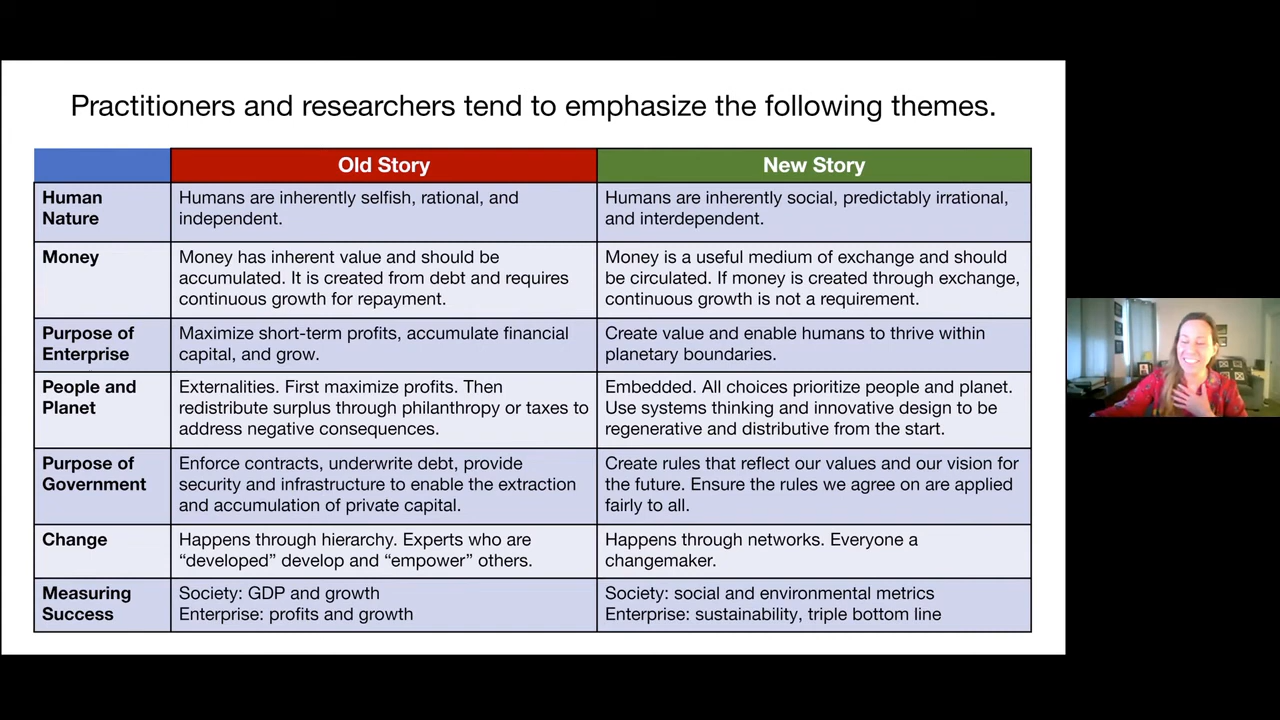 Practitioners and researchers tend to emphasize the following themes.
Old Story
New Story
Human
Nature
Humans are inherently selfish, rational, and
independent.
Humans are inherently social, predictably irrational,
and interdependent.
Money
Money has inherent value and should be
accumulated. It is created from debt and requires
continuous growth for repayment.
Money is a useful medium of exchange and should
be circulated. If money is created through exchange,
continuous growth is not a requirement.
Purpose of
Enterprise
Maximize short-term profits, accumulate financial
capital, and grow.
Create value and enable humans to thrive within
planetary boundaries.
People and
Planet
Externalities. First maximize profits. Then
redistribute surplus through philanthropy or taxes to
address negative consequences.
Embedded. All choices prioritize people and planet.
Use systems thinking and innovative design to be
regenerative and distributive from the start.
Purpose of
Government
Enforce contracts, underwrite debt, provide
security and infrastructure to enable the extraction
and accumulation of private capital.
Create rules that reflect our values and our vision for
the future. Ensure the rules we agree on are applied
fairly to all.
Change
Happens through hierarchy. Experts who are
“developed” develop and “empower” others.
Happens through networks. Everyone a
changemaker.
Measuring
Success
Society: GDP and growth
Enterprise: profits and growth
Society: social and environmental metrics
Enterprise: sustainability, triple bottom line